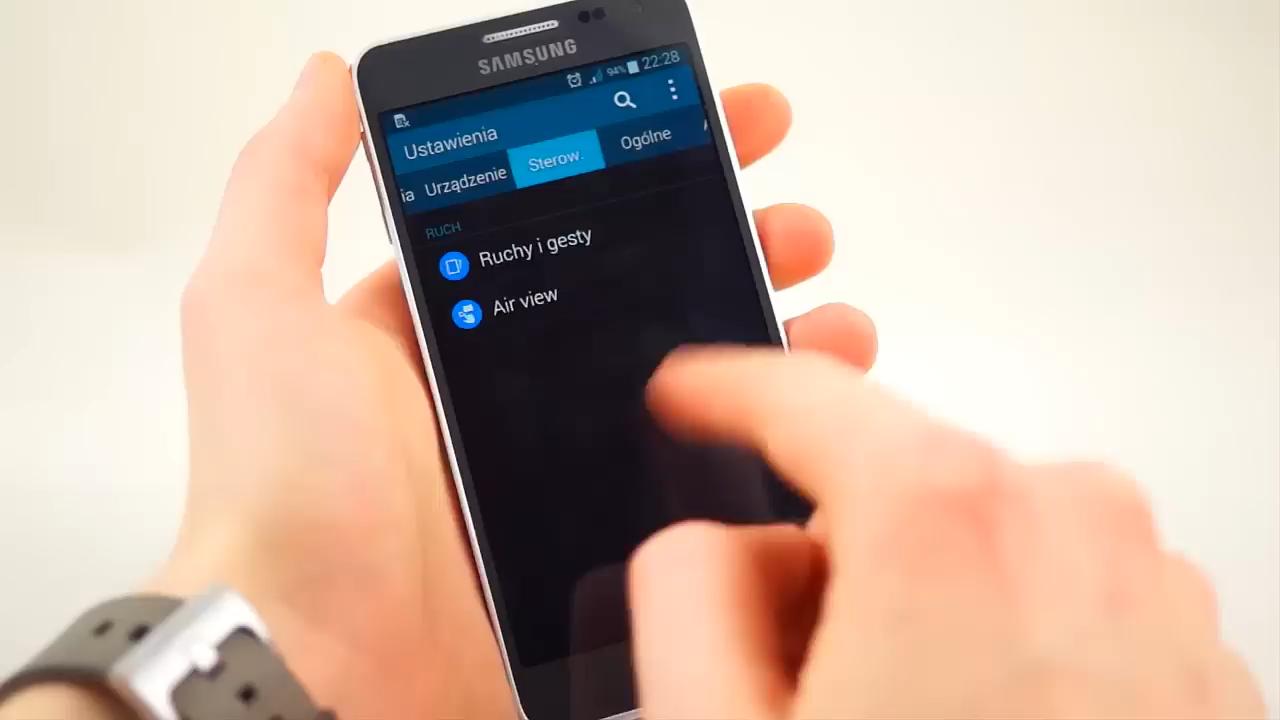 SAMSUNG
94% 22:28
Ustawienia
ia Urządzenie Sterow. Ogólne
RUCH
Ruchy i gesty
Air view